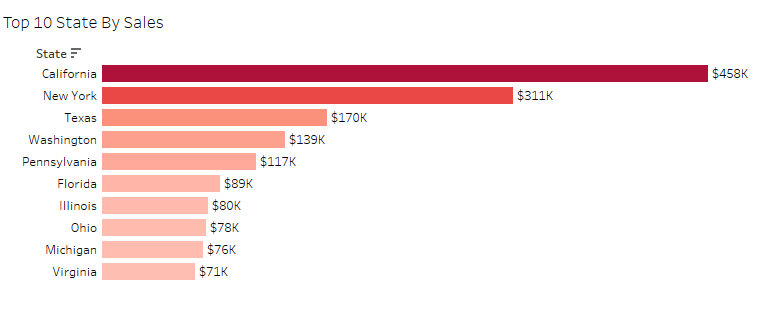 Top 10 State By Sales
State
California $458K
New York $311K
Texas $170K
Washington $139K
Pennsylvania $117K
Florida $89K
Illinois $80K
Ohio $78K
Michigan $76K
Virginia $71K